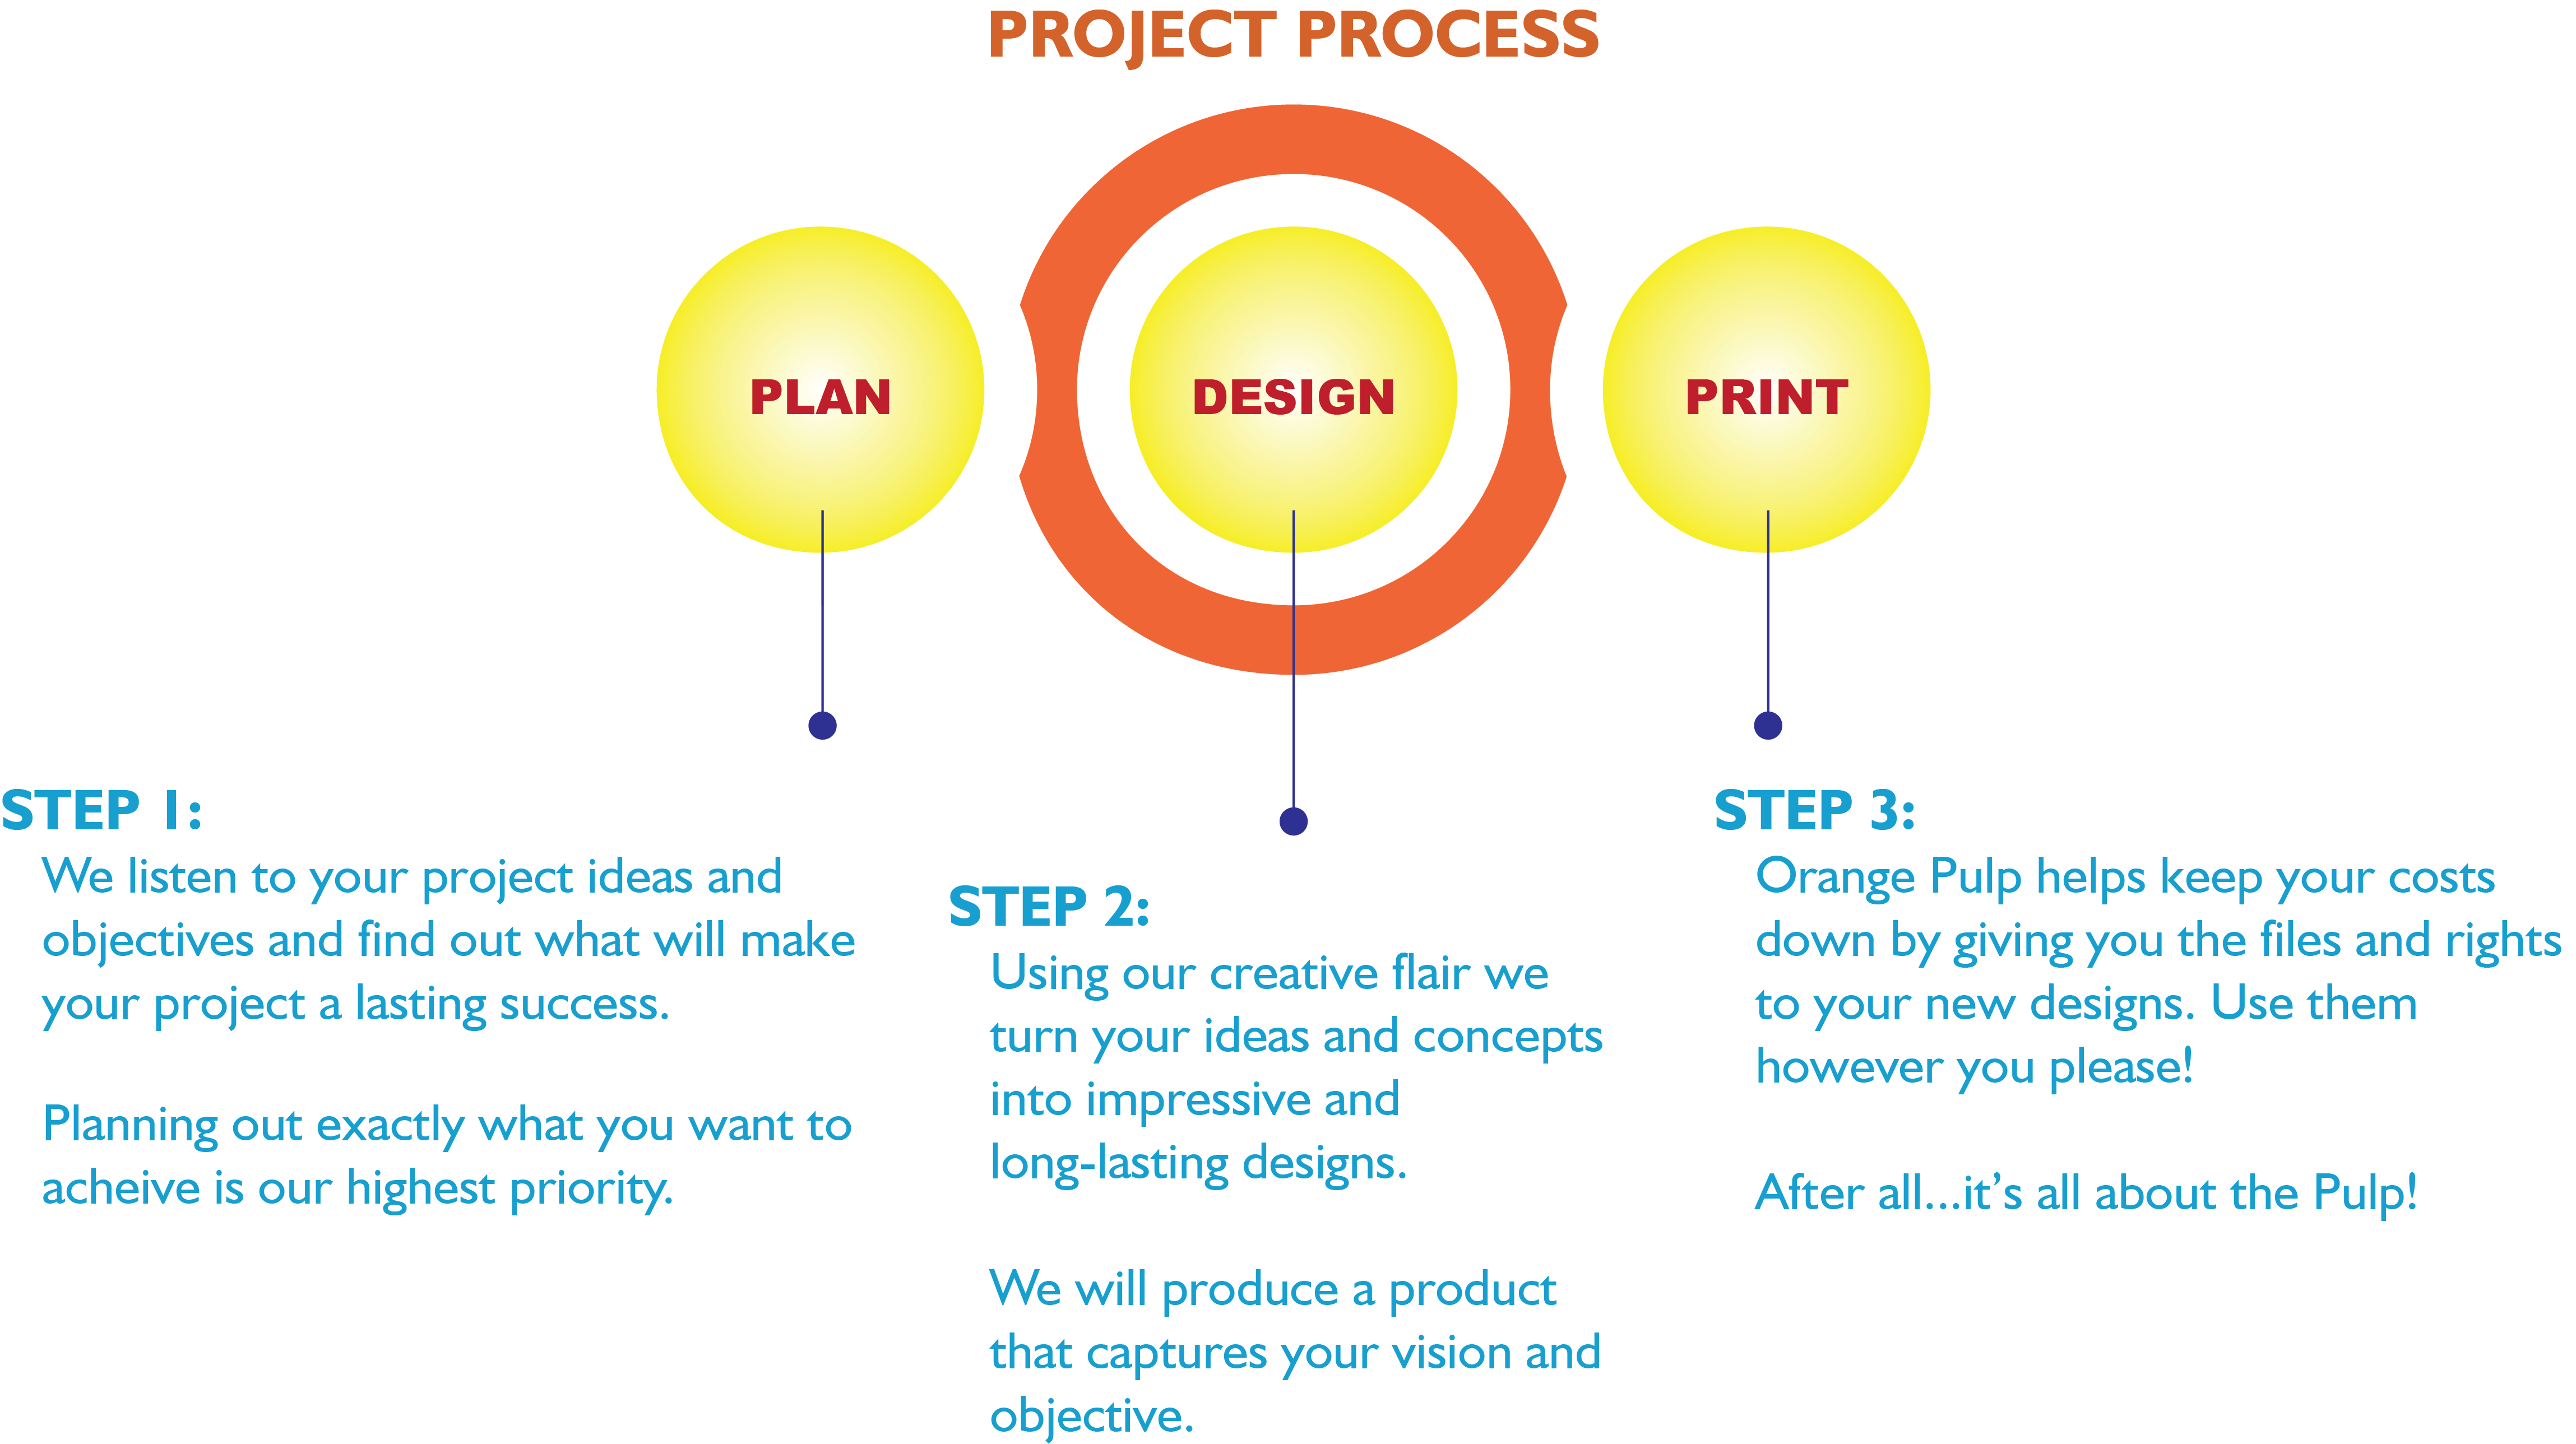 PROJECT PROCESS
PLAN
DESIGN
PRINT
STEP 1:
We listen to your project ideas and
objectives and find out what will make
your project a lasting success.
Planning out exactly what you want to
acheive is our highest priority.
STEP 2:
Using our creative flair we
turn your ideas and concepts
into impressive and
long-lasting designs.
We will produce a product
that captures your vision and
objective.
STEP 3:
Orange Pulp helps keep your costs
down by giving you the files and rights
to your new designs. Use them
however you please!
After all...it’s all about the Pulp!